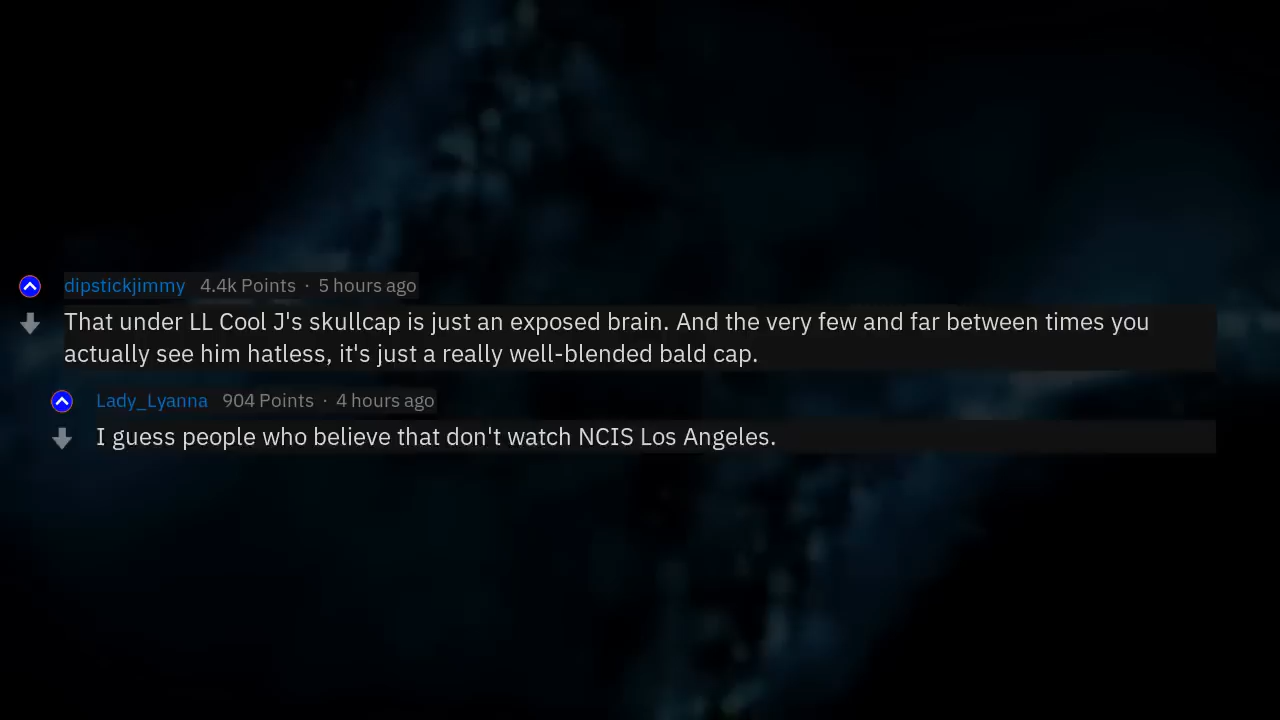 dipstickjimmy 4.4k Points · 5 hours ago
That under LL Cool J's skullcap is just an exposed brain. And the very few and far between times you
actually see him hatless, it's just a really well-blended bald cap.
Lady_Lyanna 904 Points · 4 hours ago
I guess people who believe that don't watch NCIS Los Angeles.